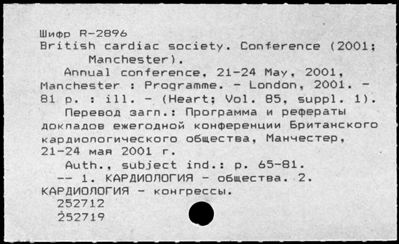 Шифр R-2896
British cardiac society. Conference (2001;
Manchester).
Annual conference, 21-24 May, 2001,
Manchester : Programme. - London, 2001. -
81 p. : ill. - (Heart; Vol. 85, suppl. 1).
Перевод загл.: Программа и рефераты
докладов ежегодной конференции Британского
кардиологического общества, Манчестер,
21-24 мая 2001 г.
Auth., subject ind.: p. 65-81.
-- 1. КАРДИОЛОГИЯ - общества. 2.
КАРДИОЛОГИЯ - конгрессы.
252712
252719